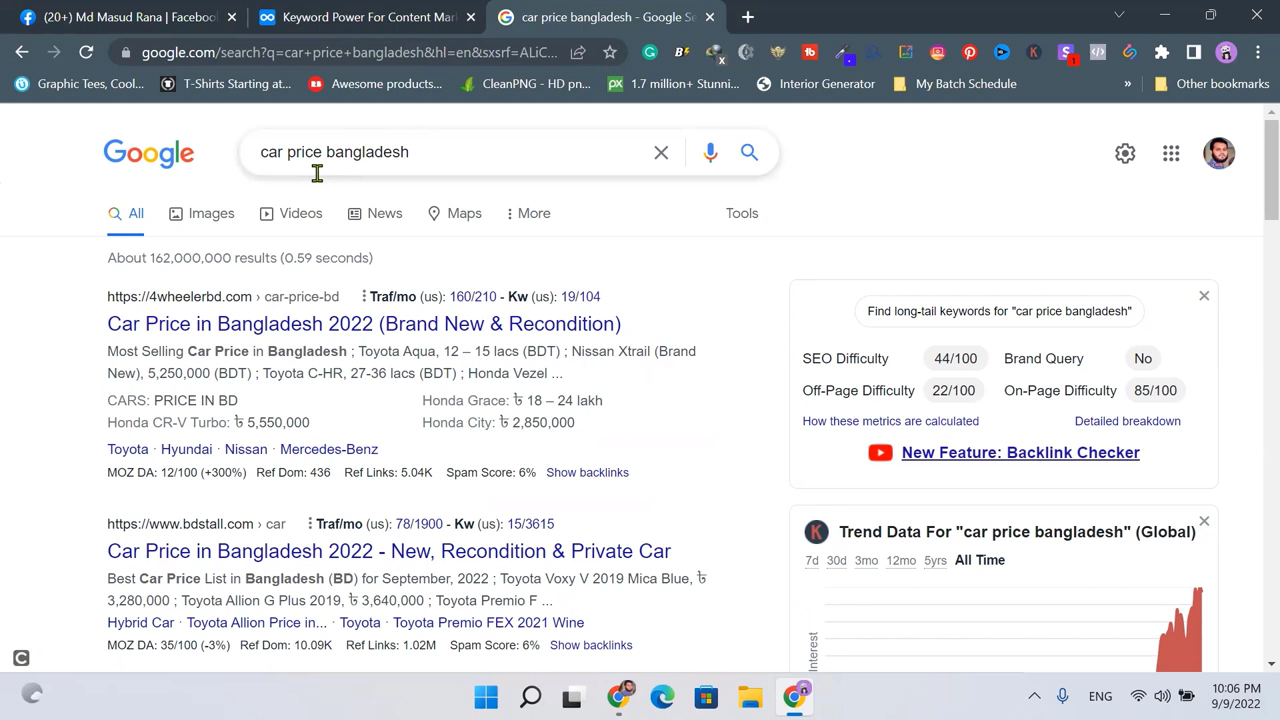 (20+) Md Masud Rana | Facebool
Keyword Power For Content Mar
car price bangladesh - Google Se
google.com/search?q=car+price+bangladesh&hl=en&sxsrf=ALiC
Graphic Tees, Cool...
T-Shirts Starting at...
Awesome products...
CleanPNG - HD pn...
1.7 million+ Stunni...
Interior Generator
My Batch Schedule
»
Other bookmarks
Google
car price bangladesh
All
Images
Videos
News
Maps
More
Tools
About 162,000,000 results (0.59 seconds)
https://4wheelerbd.com › car-price-bd
Traf/mo (us): 160/210 - Kw (us): 19/104
Car Price in Bangladesh 2022 (Brand New & Recondition)
Most Selling Car Price in Bangladesh ; Toyota Aqua, 12 – 15 lacs (BDT) ; Nissan Xtrail (Brand
New), 5,250,000 (BDT) ; Toyota C-HR, 27-36 lacs (BDT) ; Honda Vezel ...
CARS: PRICE IN BD
Honda Grace: ৳ 18 – 24 lakh
Honda CR-V Turbo: ৳ 5,550,000
Honda City: ৳ 2,850,000
Toyota · Hyundai · Nissan · Mercedes-Benz
MOZ DA: 12/100 (+300%) Ref Dom: 436 Ref Links: 5.04K Spam Score: 6% Show backlinks
https://www.bdstall.com › car
Traf/mo (us): 78/1900 - Kw (us): 15/3615
Car Price in Bangladesh 2022 - New, Recondition & Private Car
Best Car Price List in Bangladesh (BD) for September, 2022 ; Toyota Voxy V 2019 Mica Blue, ৳
3,280,000 ; Toyota Allion G Plus 2019, ৳ 3,640,000 ; Toyota Premio F ...
Hybrid Car · Toyota Allion Price in... · Toyota · Toyota Premio FEX 2021 Wine
MOZ DA: 35/100 (-3%) Ref Dom: 10.09K Ref Links: 1.02M Spam Score: 6% Show backlinks
Find long-tail keywords for "car price bangladesh"
SEO Difficulty 44/100 Brand Query No
Off-Page Difficulty 22/100 On-Page Difficulty 85/100
How these metrics are calculated
Detailed breakdown
New Feature: Backlink Checker
Trend Data For "car price bangladesh" (Global)
7d 30d 3mo 12mo 5yrs All Time
Interest
ENG
10:06 PM
9/9/2022